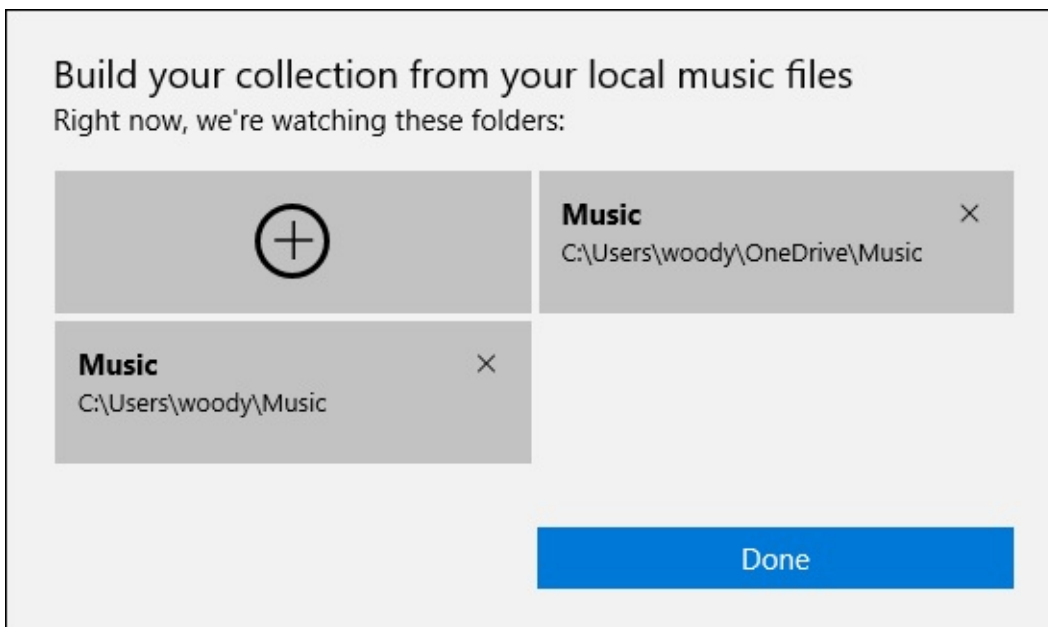 Build your collection from your local music files
Right now, we're watching these folders:
Music
C:\Users\woody\OneDrive\Music
Music
C:\Users\woody\Music
Done